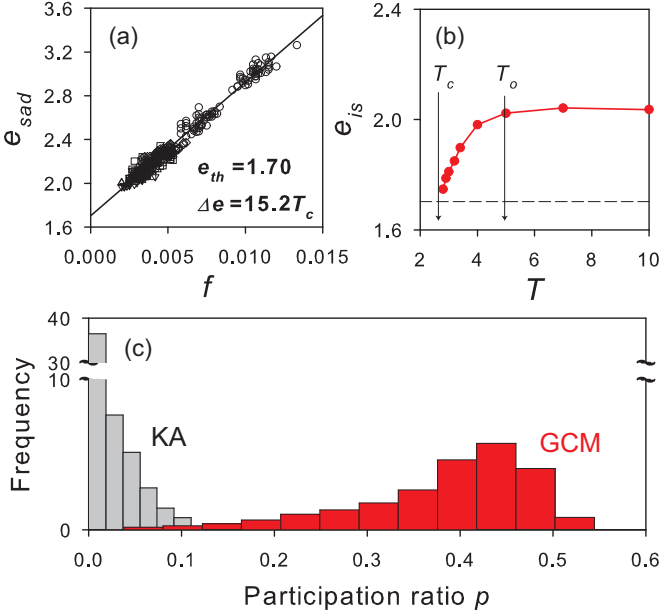 (a)
e_sad
3.6
3.2
2.8
2.4
2.0
1.6
e_th = 1.70
Δe = 15.2T_c
0.000 0.005 0.010 0.015
f
(b)
e_is
2.4
2.0
1.6
T_c T_o
2 4 6 8 10
T
(c)
Frequency
40
30
10
0
KA
GCM
0.0 0.1 0.2 0.3 0.4 0.5 0.6
Participation ratio p